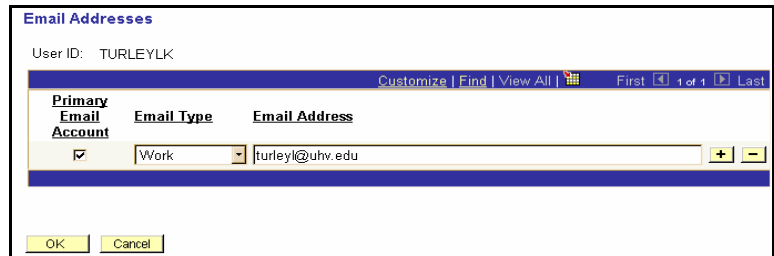 Email Addresses
User ID: TURLEYLK
Customize | Find | View All | First 1 of 1 Last
Primary Email Account Email Type Email Address
Work turleyl@uhv.edu + -
OK Cancel